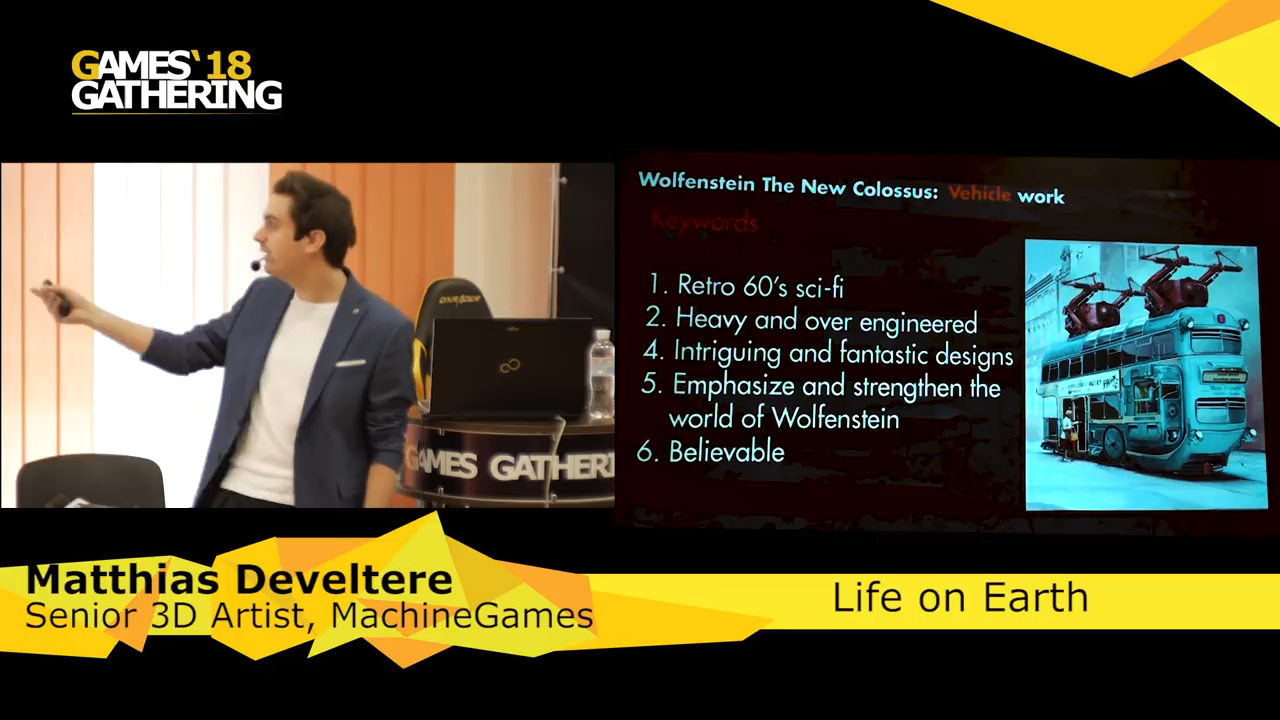 GAMES'18
GATHERING
Wolfenstein The New Colossus: Vehicle work
Keywords
1. Retro 60's sci-fi
2. Heavy and over engineered
4. Intriguing and fantastic designs
5. Emphasize and strengthen the
world of Wolfenstein
6. Believable
DXRACER
GAMES GATHERI
Matthias Develtere
Senior 3D Artist, MachineGames
Life on Earth